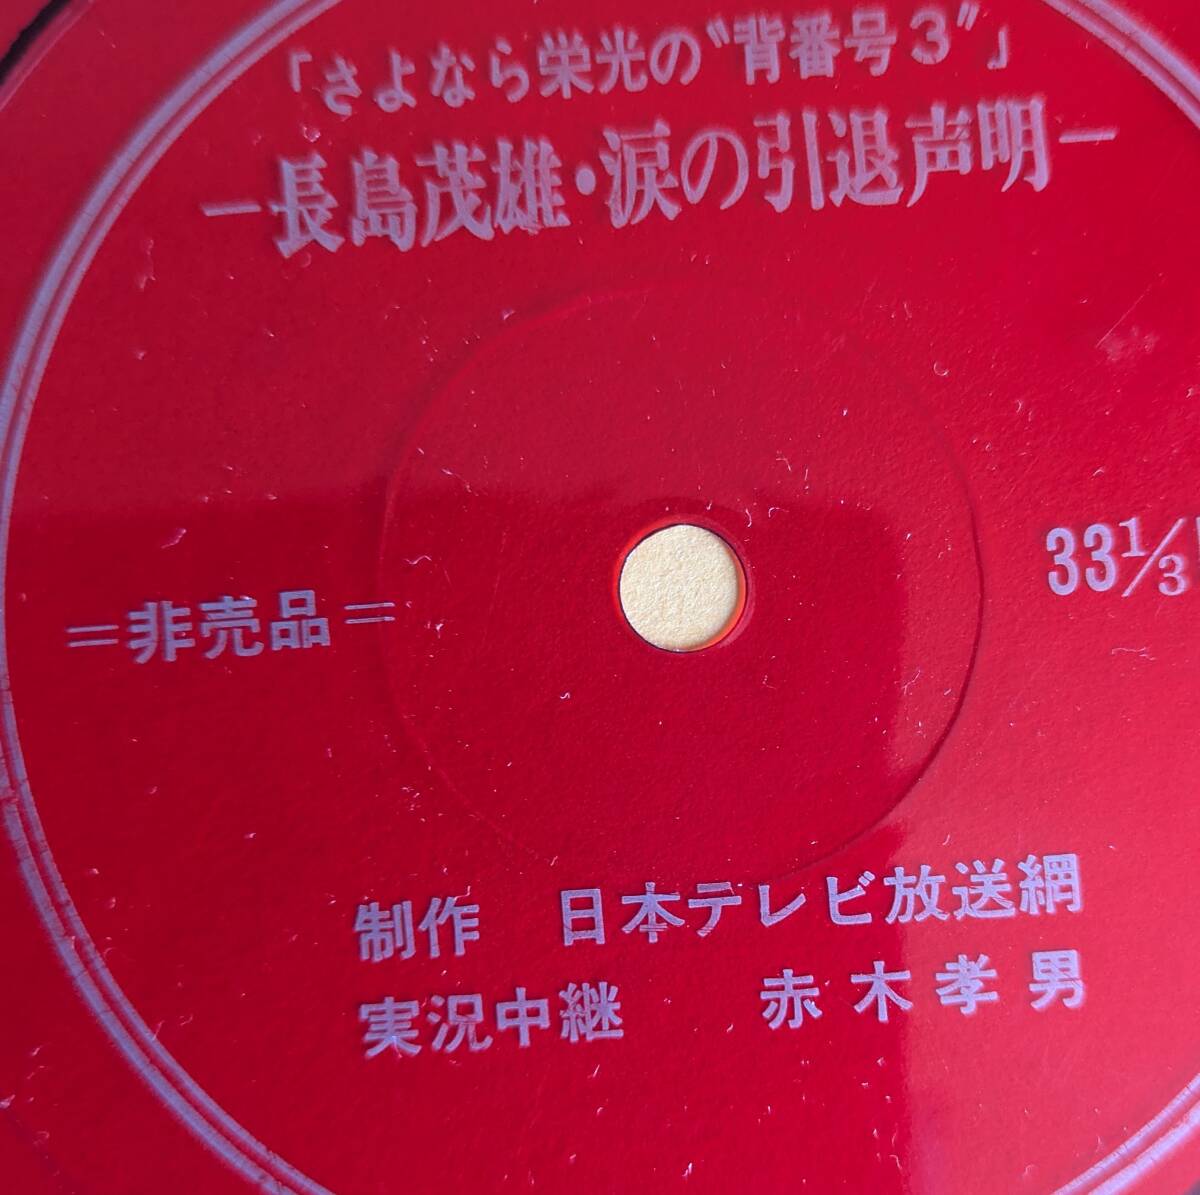 「さよなら栄光の〝背番号3〟」
―長島茂雄・涙の引退声明―
33⅓
=非売品=
制作 日本テレビ放送網
実況中継 赤木孝男